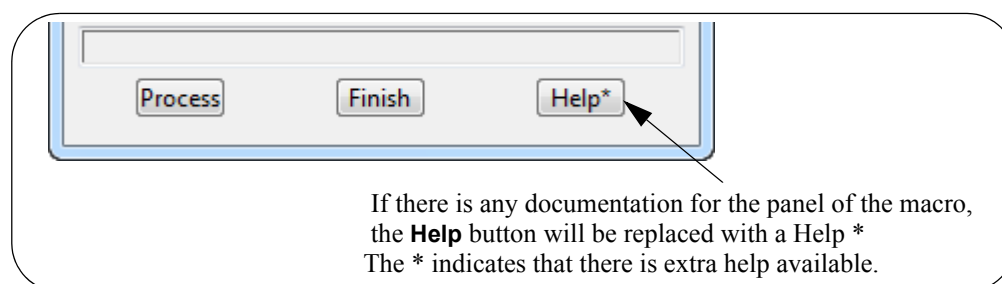 Process Finish Help*
If there is any documentation for the panel of the macro,
the Help button will be replaced with a Help *
The * indicates that there is extra help available.